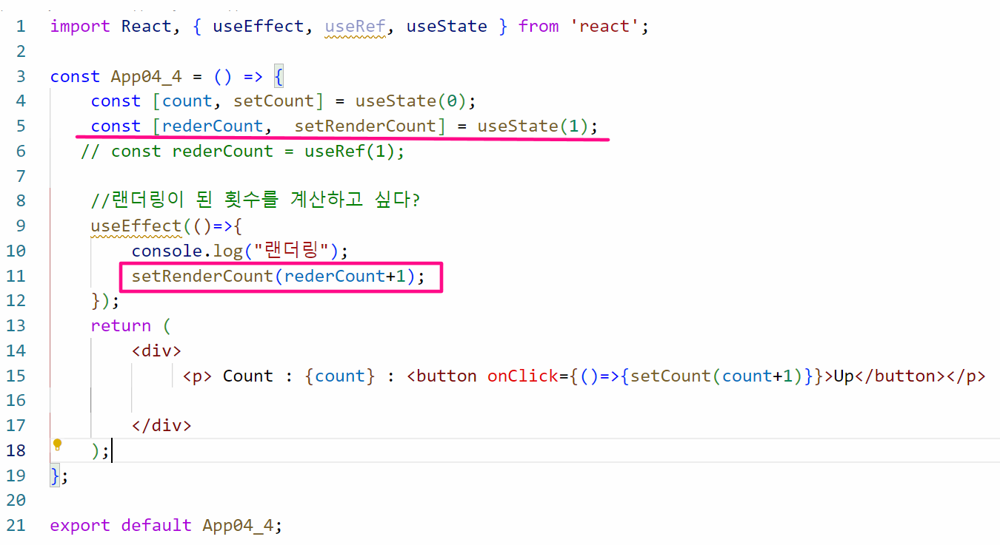 1 import React, { useEffect, useRef, useState } from 'react';
2
3 const App04_4 = () => {
4 const [count, setCount] = useState(0);
5 const [rederCount,  setRenderCount] = useState(1);
6 // const rederCount = useRef(1);
7
8 //랜더링이 된 횟수를 계산하고 싶다?
9 useEffect(()=>{
10 console.log("랜더링");
11 setRenderCount(rederCount+1);
12 });
13 return (
14 <div>
15 <p> Count : {count} : <button onClick={()=>{setCount(count+1)}}>Up</button></p>
16
17 </div>
18 );
19 };
20
21 export default App04_4;